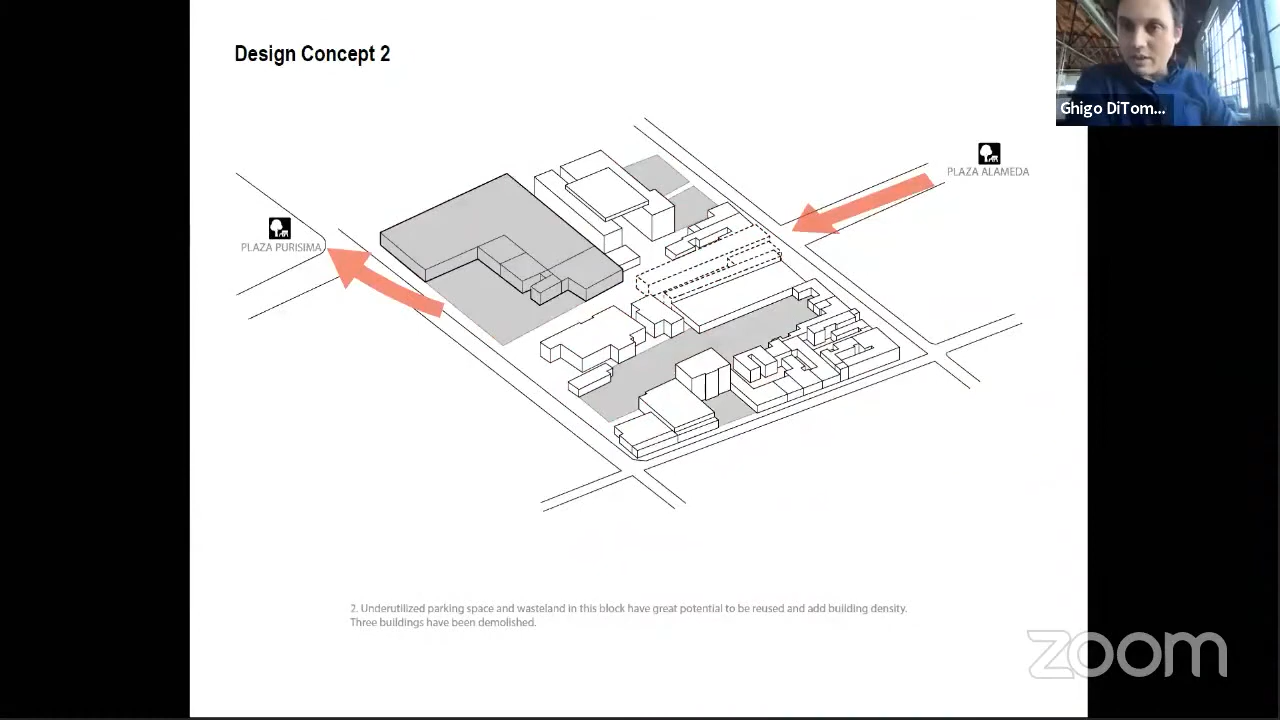 Design Concept 2
Ghigo DiTom...
PLAZA ALAMEDA
PLAZA PURISIMA
2. Underutilized parking space and wasteland in this block have great potential to be reused and add building density.
Three buildings have been demolished.
zoom